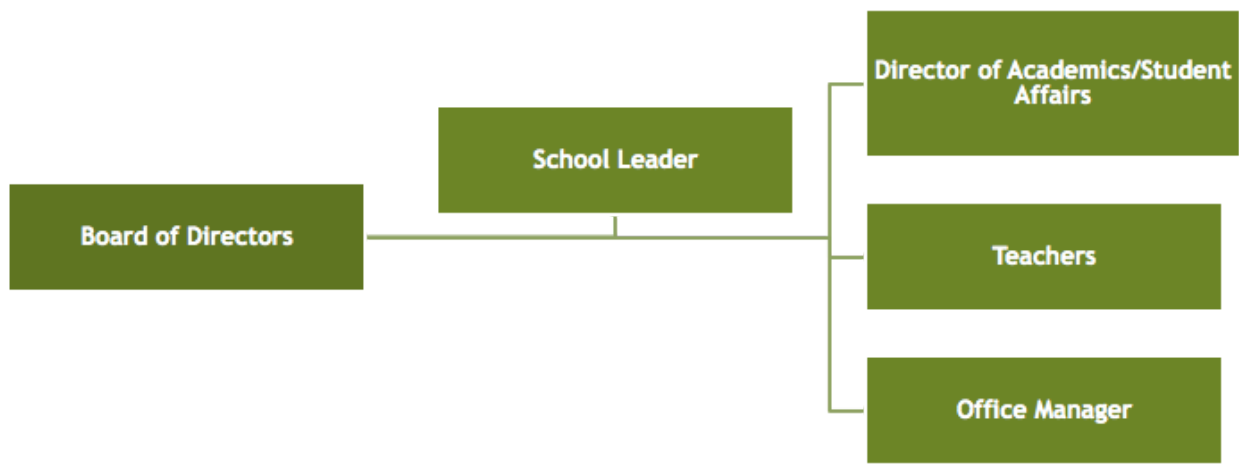 Board of Directors
School Leader
Director of Academics/Student
Affairs
Teachers
Office Manager